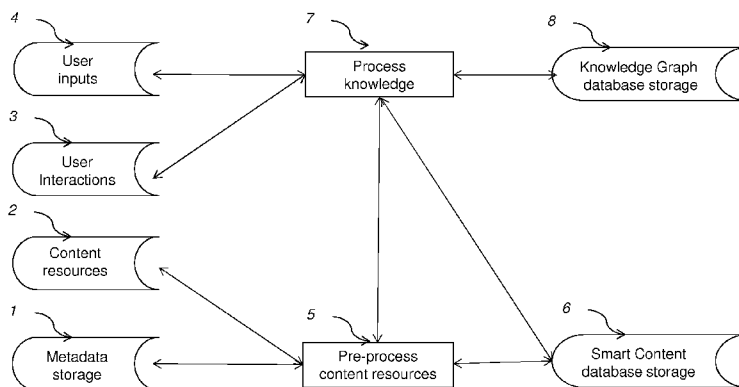 4
7
8
User
inputs
Process
knowledge
Knowledge Graph
database storage
3
User
Interactions
2
Content
resources
1
5
6
Metadata
storage
Pre-process
content resources
Smart Content
database storage